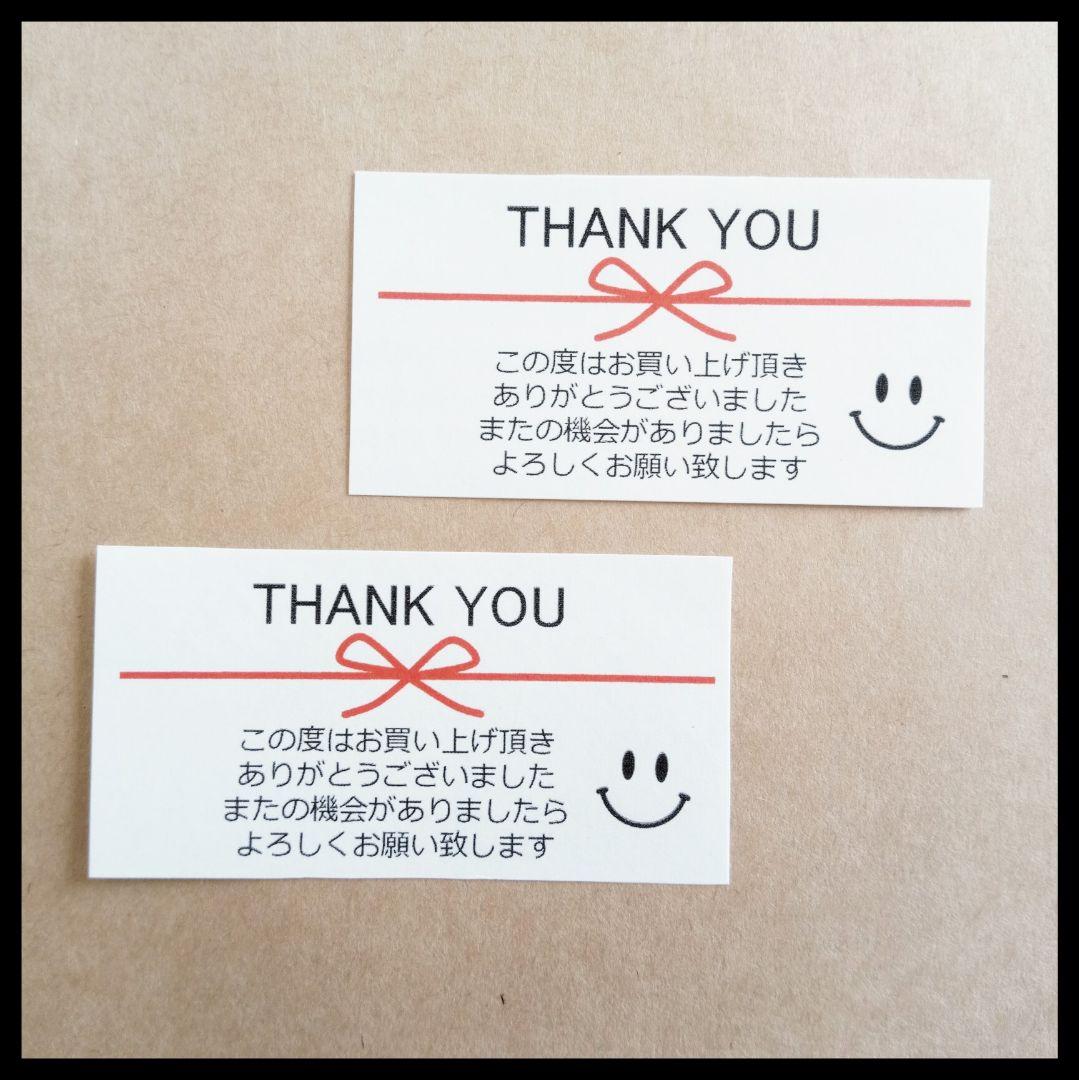 THANK YOU
この度はお買い上げ頂き
ありがとうございました
またの機会がありましたら
よろしくお願い致します
THANK YOU
この度はお買い上げ頂き
ありがとうございました
またの機会がありましたら
よろしくお願い致します